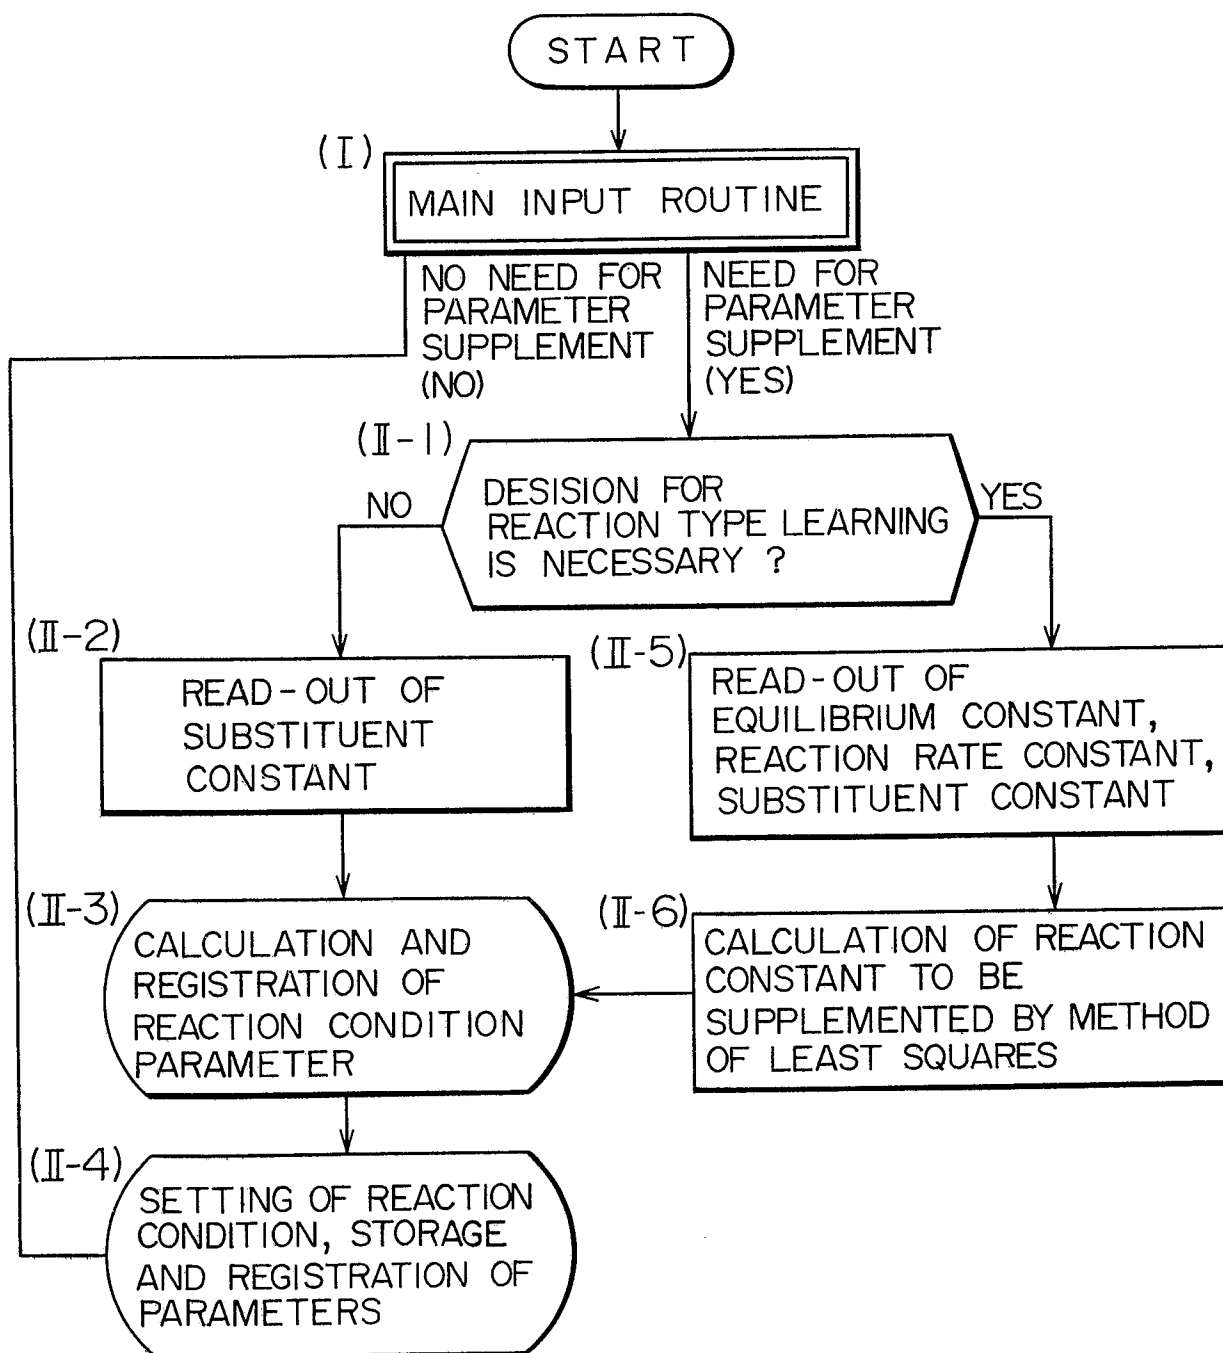 START
(I)
MAIN INPUT ROUTINE
NO NEED FOR
PARAMETER
SUPPLEMENT
(NO)
NEED FOR
PARAMETER
SUPPLEMENT
(YES)
(II-1)
DESISION FOR
REACTION TYPE LEARNING
IS NECESSARY ?
NO
YES
(II-2)
READ-OUT OF
SUBSTITUENT
CONSTANT
(II-5)
READ-OUT OF
EQUILIBRIUM CONSTANT,
REACTION RATE CONSTANT,
SUBSTITUENT CONSTANT
(II-3)
CALCULATION AND
REGISTRATION OF
REACTION CONDITION
PARAMETER
(II-6)
CALCULATION OF REACTION
CONSTANT TO BE
SUPPLEMENTED BY METHOD
OF LEAST SQUARES
(II-4)
SETTING OF REACTION
CONDITION, STORAGE
AND REGISTRATION OF
PARAMETERS